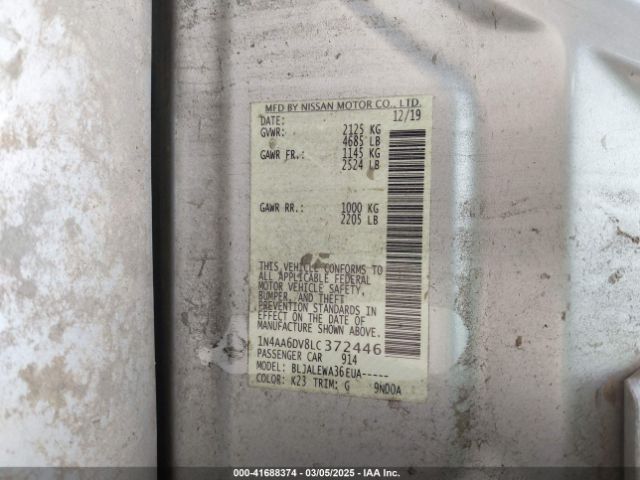 MFD BY NISSAN MOTOR CO., LTD.
DATE: 12/19
GVWR: 2125 KG
4685 LB
GAWR FR.: 1145 KG
2524 LB
GAWR RR.: 1000 KG
2205 LB
THIS VEHICLE CONFORMS TO
ALL APPLICABLE FEDERAL
MOTOR VEHICLE SAFETY,
BUMPER, AND THEFT
PREVENTION STANDARDS IN
EFFECT ON THE DATE OF
MANUFACTURE SHOWN ABOVE.
1N4AA6DV8LC372446
PASSENGER CAR 914
MODEL: BLJALEWA36EUA-----
COLOR: K23 TRIM: G 9ND0A
000-41688374 | 03/05/2025 | IAA Inc.